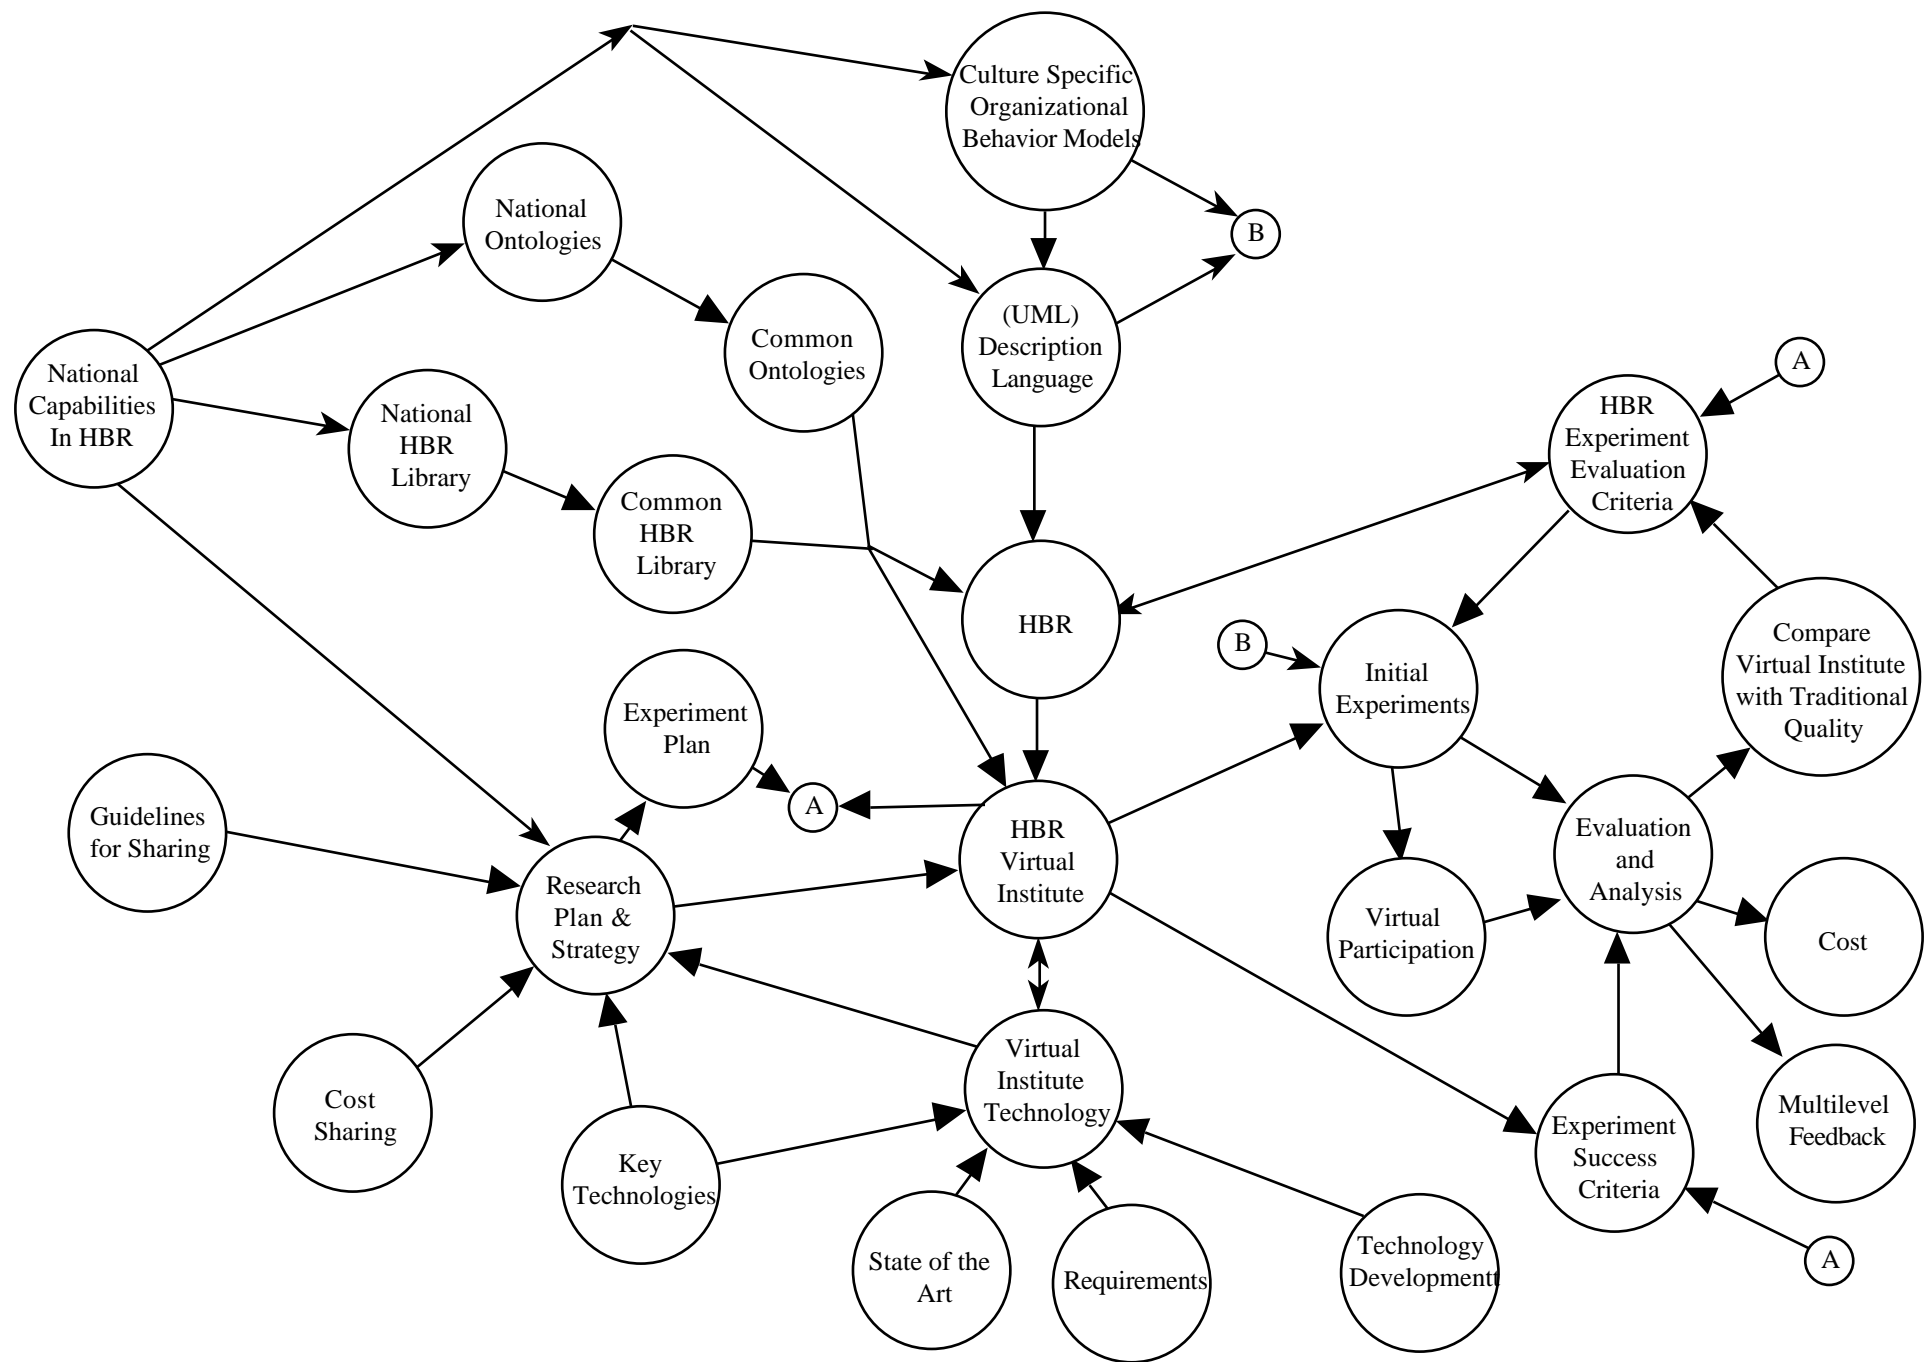 Culture Specific
Organizational
Behavior Models
National
Ontologies
B
(UML)
Description
Language
Common
Ontologies
A
National
Capabilities
In HBR
National
HBR
Library
HBR
Experiment
Evaluation
Criteria
Common
HBR
Library
HBR
B
Initial
Experiments
Compare
Virtual Institute
with Traditional
Quality
Experiment
Plan
A
Guidelines
for Sharing
HBR
Virtual
Institute
Evaluation
and
Analysis
Research
Plan &
Strategy
Virtual
Participation
Cost
Virtual
Institute
Technology
Cost
Sharing
Multilevel
Feedback
Experiment
Success
Criteria
Key
Technologies
State of the
Art
Requirements
Technology
Developmentt
A